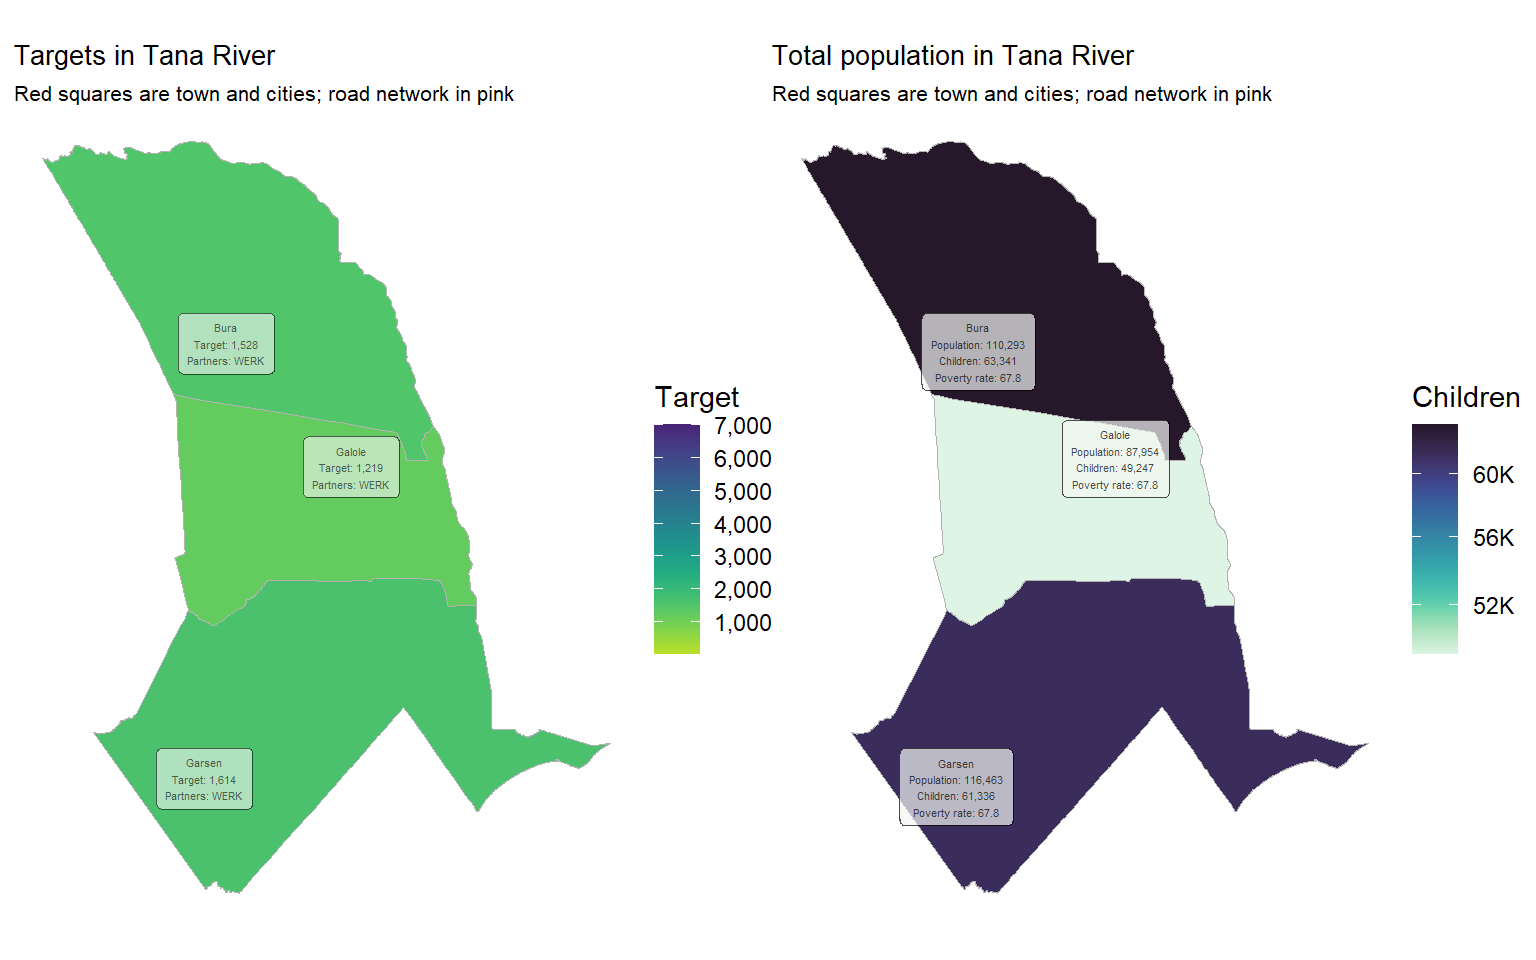 Targets in Tana River
Red squares are town and cities; road network in pink
Bura
Target: 1,528
Partners: WERK
Galole
Target: 1,219
Partners: WERK
Garsen
Target: 1,614
Partners: WERK
Target
7,000
6,000
5,000
4,000
3,000
2,000
1,000
Total population in Tana River
Red squares are town and cities; road network in pink
Bura
Population: 110,293
Children: 63,341
Poverty rate: 67.8
Galole
Population: 87,954
Children: 49,247
Poverty rate: 67.8
Garsen
Population: 116,463
Children: 61,336
Poverty rate: 67.8
Children
60K
56K
52K